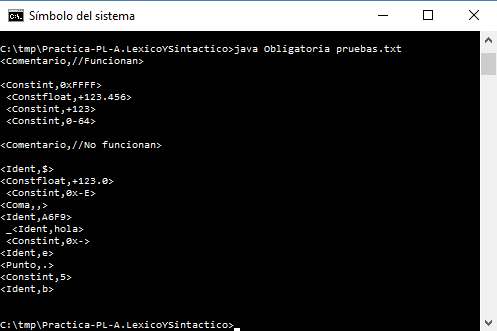 Símbolo del sistema
C:\tmp\Practica-PL-A.LexicoYSintactico>java Obligatoria pruebas.txt
<Comentario,//Funcionan>
<Constint,0xFFFF>
<Constfloat,+123.456>
<Constint,+123>
<Constint,0-64>
<Comentario,//No funcionan>
<Ident,$>
<Constfloat,+123.0>
<Constint,0x-E>
<Coma,,>
<Ident,A6F9>
_<Ident,hola>
<Constint,0x->
<Ident,e>
<Punto,.>
<Constint,5>
<Ident,b>
C:\tmp\Practica-PL-A.LexicoYSintactico>